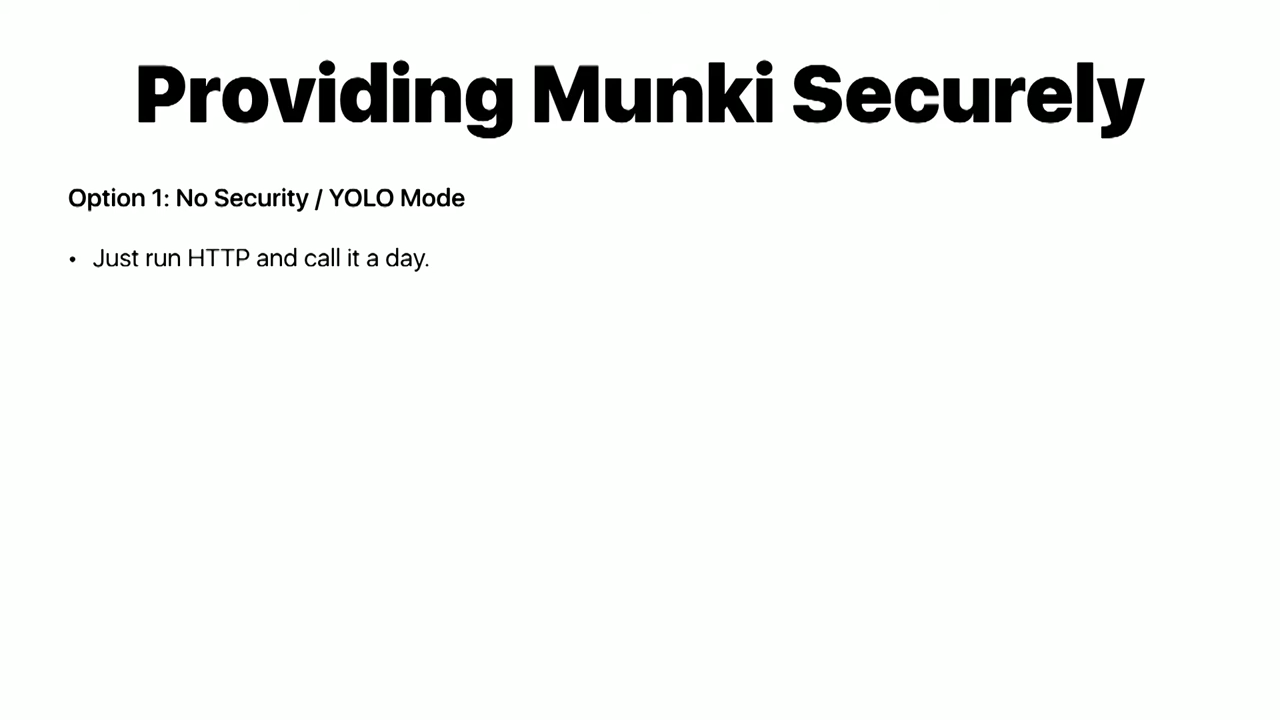 Providing Munki Securely
Option 1: No Security / YOLO Mode
• Just run HTTP and call it a day.